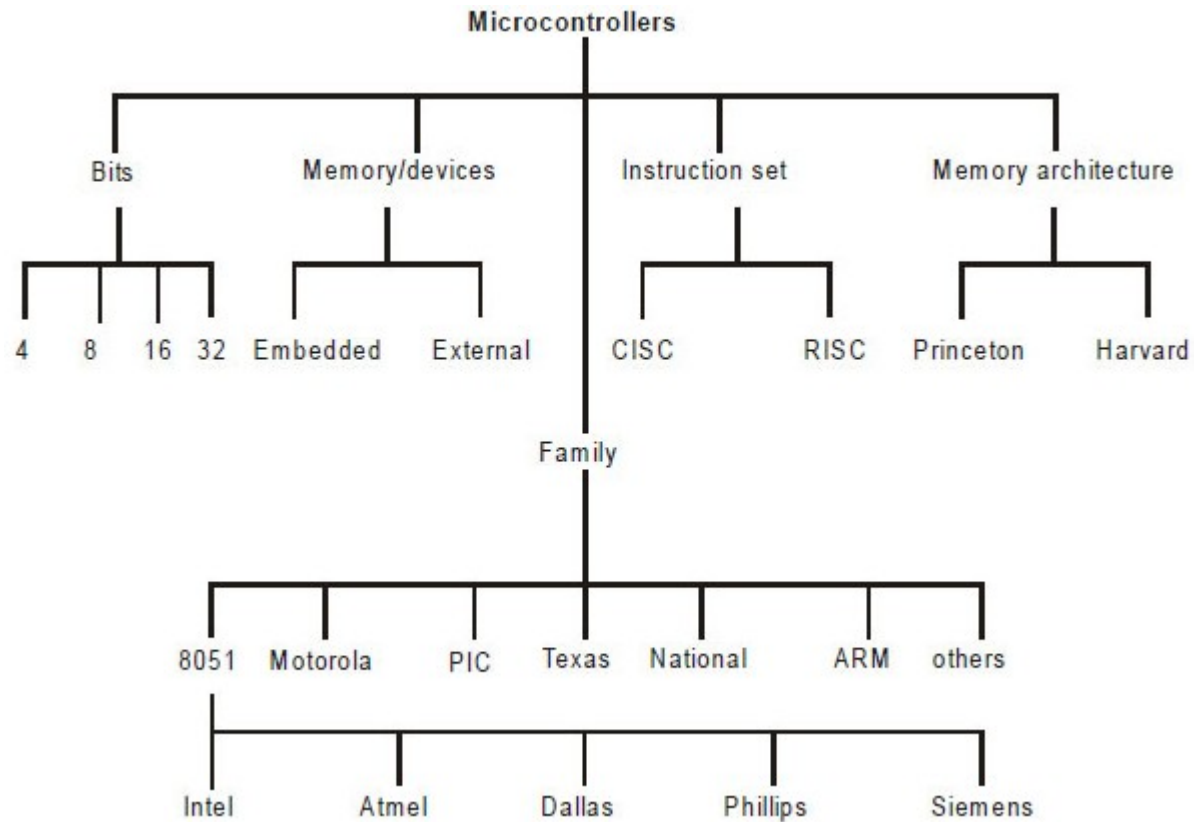 Microcontrollers
Bits Memory/devices Instruction set Memory architecture
4 8 16 32 Embedded External CISC RISC Princeton Harvard
Family
8051 Motorola PIC Texas National ARM others
Intel Atmel Dallas Phillips Siemens